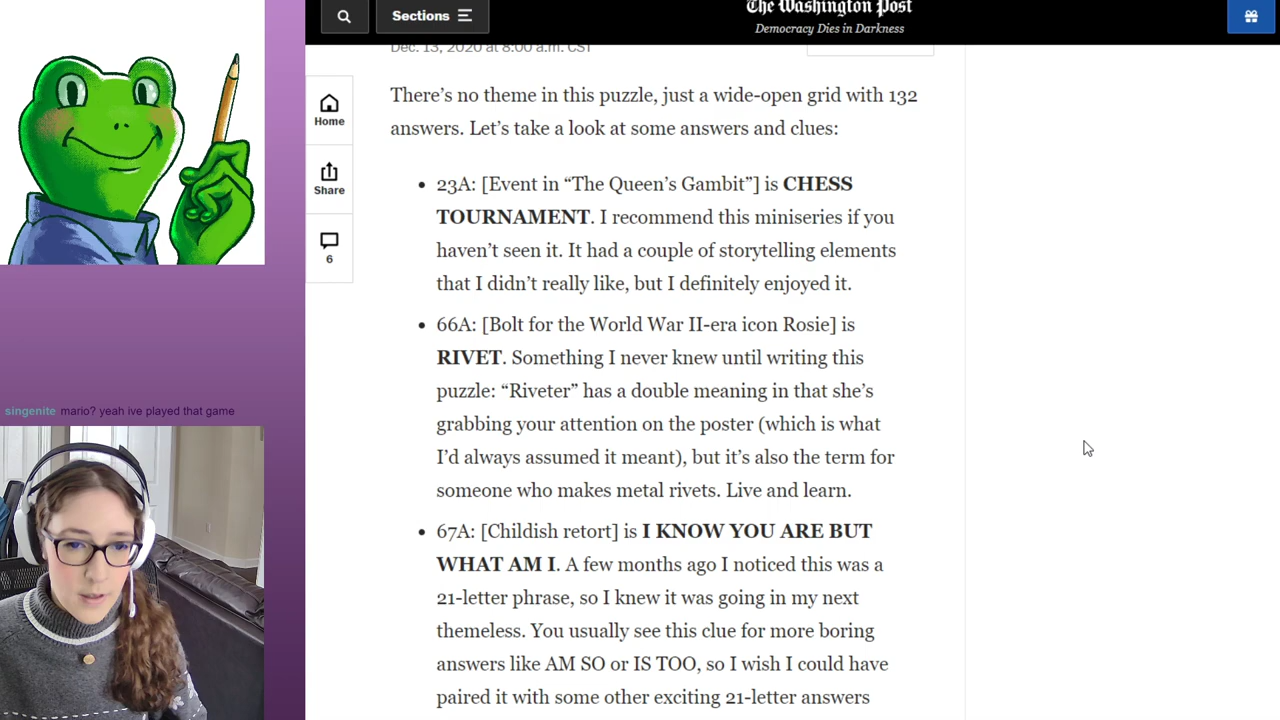 Sections
The Washington Post
Democracy Dies in Darkness
Dec. 13, 2020 at 8:00 a.m. CST
There’s no theme in this puzzle, just a wide-open grid with 132
answers. Let’s take a look at some answers and clues:
Home
Share
6
• 23A: [Event in “The Queen’s Gambit”] is CHESS
TOURNAMENT. I recommend this miniseries if you
haven’t seen it. It had a couple of storytelling elements
that I didn’t really like, but I definitely enjoyed it.
• 66A: [Bolt for the World War II-era icon Rosie] is
RIVET. Something I never knew until writing this
puzzle: “Riveter” has a double meaning in that she’s
grabbing your attention on the poster (which is what
I’d always assumed it meant), but it’s also the term for
someone who makes metal rivets. Live and learn.
• 67A: [Childish retort] is I KNOW YOU ARE BUT
WHAT AM I. A few months ago I noticed this was a
21-letter phrase, so I knew it was going in my next
themeless. You usually see this clue for more boring
answers like AM SO or IS TOO, so I wish I could have
paired it with some other exciting 21-letter answers
singenite mario? yeah ive played that game